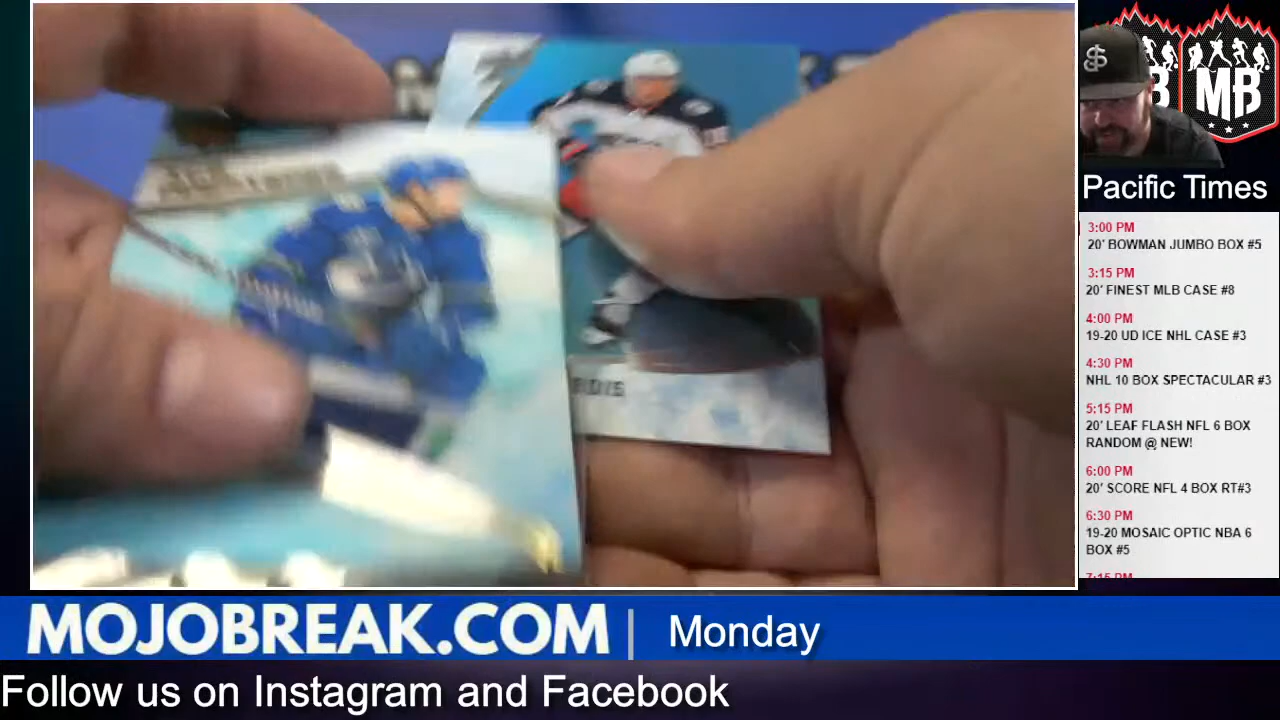 MB
Pacific Times
3:00 PM
20' BOWMAN JUMBO BOX #5
3:15 PM
20' FINEST MLB CASE #8
4:00 PM
19-20 UD ICE NHL CASE #3
4:30 PM
NHL 10 BOX SPECTACULAR #3
5:15 PM
20' LEAF FLASH NFL 6 BOX
RANDOM @ NEW!
6:00 PM
20' SCORE NFL 4 BOX RT#3
6:30 PM
19-20 MOSAIC OPTIC NBA 6
BOX #5
MOJOBREAK.COM | Monday
Follow us on Instagram and Facebook